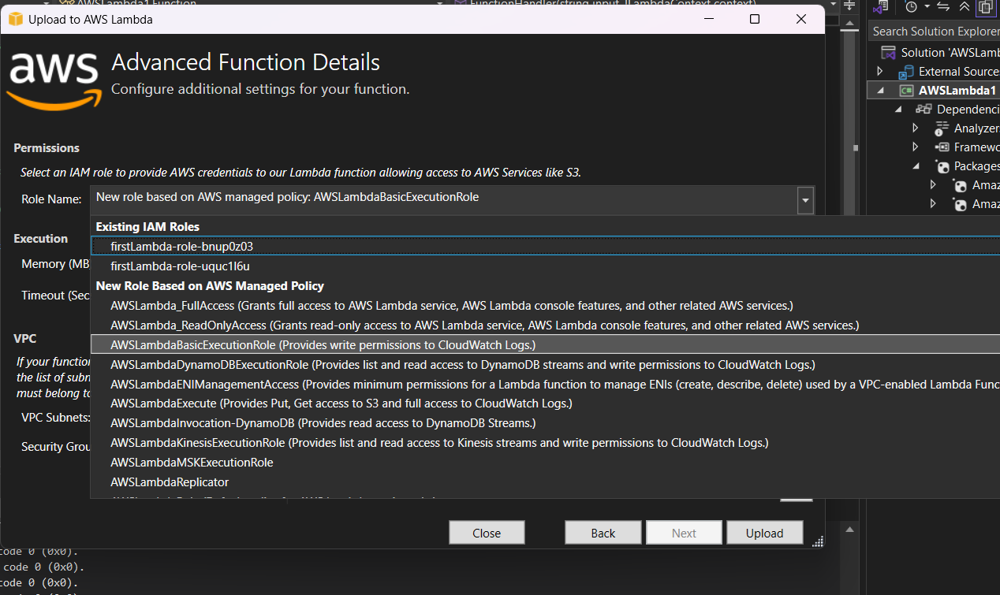 AWSLambda1.Function
FunctionHandler(string input, ILambdaContext context)
Upload to AWS Lambda
aws
Advanced Function Details
Configure additional settings for your function.
Permissions
Select an IAM role to provide AWS credentials to our Lambda function allowing access to AWS Services like S3.
Role Name:
New role based on AWS managed policy: AWSLambdaBasicExecutionRole
Existing IAM Roles
firstLambda-role-bnup0z03
firstLambda-role-uquc1l6u
New Role Based on AWS Managed Policy
AWSLambda_FullAccess (Grants full access to AWS Lambda service, AWS Lambda console features, and other related AWS services.)
AWSLambda_ReadOnlyAccess (Grants read-only access to AWS Lambda service, AWS Lambda console features, and other related AWS services.)
AWSLambdaBasicExecutionRole (Provides write permissions to CloudWatch Logs.)
AWSLambdaDynamoDBExecutionRole (Provides list and read access to DynamoDB streams and write permissions to CloudWatch Logs.)
AWSLambdaENIManagementAccess (Provides minimum permissions for a Lambda function to manage ENIs (create, describe, delete) used by a VPC-enabled Lambda Func
AWSLambdaExecute (Provides Put, Get access to S3 and full access to CloudWatch Logs.)
AWSLambdaInvocation-DynamoDB (Provides read access to DynamoDB Streams.)
AWSLambdaKinesisExecutionRole (Provides list and read access to Kinesis streams and write permissions to CloudWatch Logs.)
AWSLambdaMSKExecutionRole
AWSLambdaReplicator
Execution
Memory (MB
Timeout (Sec
VPC
If your function
the list of subn
must belong to
VPC Subnets:
Security Grou
Close
Back
Next
Upload
code 0 (0x0).
code 0 (0x0).
code 0 (0x0).
Search Solution Explorer
Solution 'AWSLamb
External Sources
C# AWSLambda1
Dependenci
Analyzer
Framewo
Packages
Amaz
Amaz